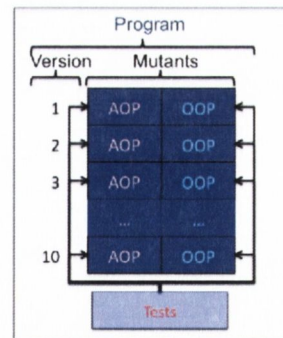 Program
Version Mutants
1 AOP OOP
2 AOP OOP
3 AOP OOP
... ...
10 AOP OOP
Tests